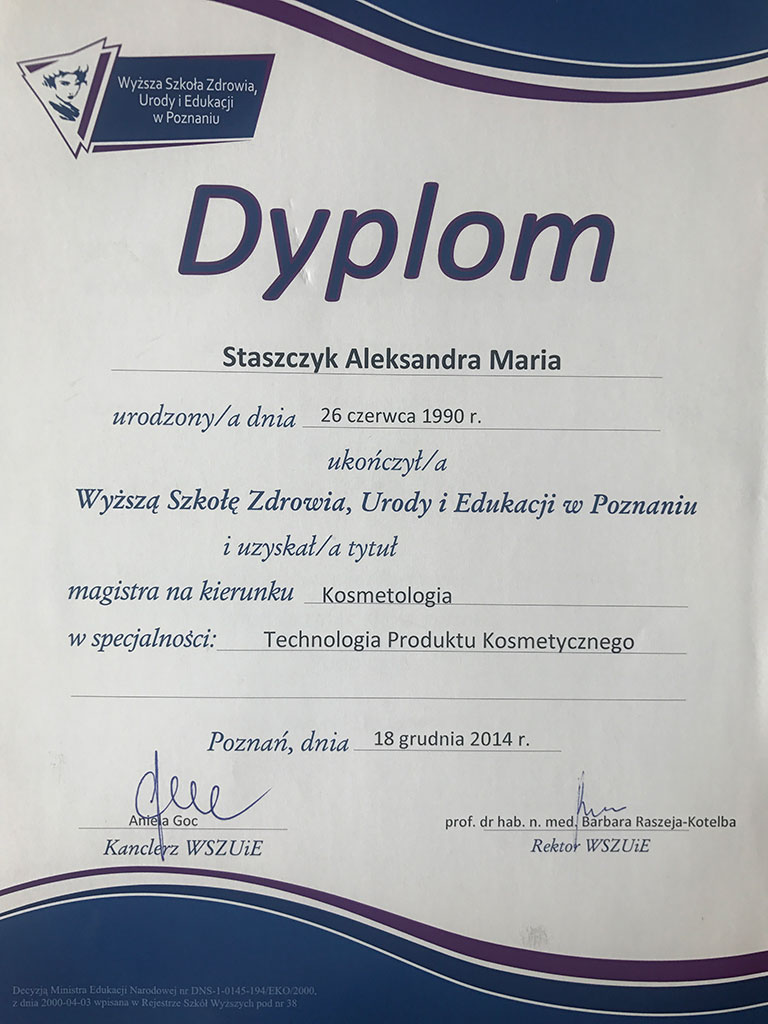 Wyższa Szkoła Zdrowia,
Urody i Edukacji
w Poznaniu
Dyplom
Staszczyk Aleksandra Maria
urodzony/a dnia 26 czerwca 1990 r.
ukończył/a
Wyższą Szkołę Zdrowia, Urody i Edukacji w Poznaniu
i uzyskał/a tytuł
magistra na kierunku Kosmetologia
w specjalności: Technologia Produktu Kosmetycznego
Poznań, dnia 18 grudnia 2014 r.
Aniela Goc
Kanclerz WSZUiE
prof. dr hab. n. med. Barbara Raszeja-Kotelba
Rektor WSZUiE
Decyzją Ministra Edukacji Narodowej nr DNS-1-0145-194/EKO/2000,
z dnia 2000-04-03 wpisana w Rejestrze Szkół Wyższych pod nr 38